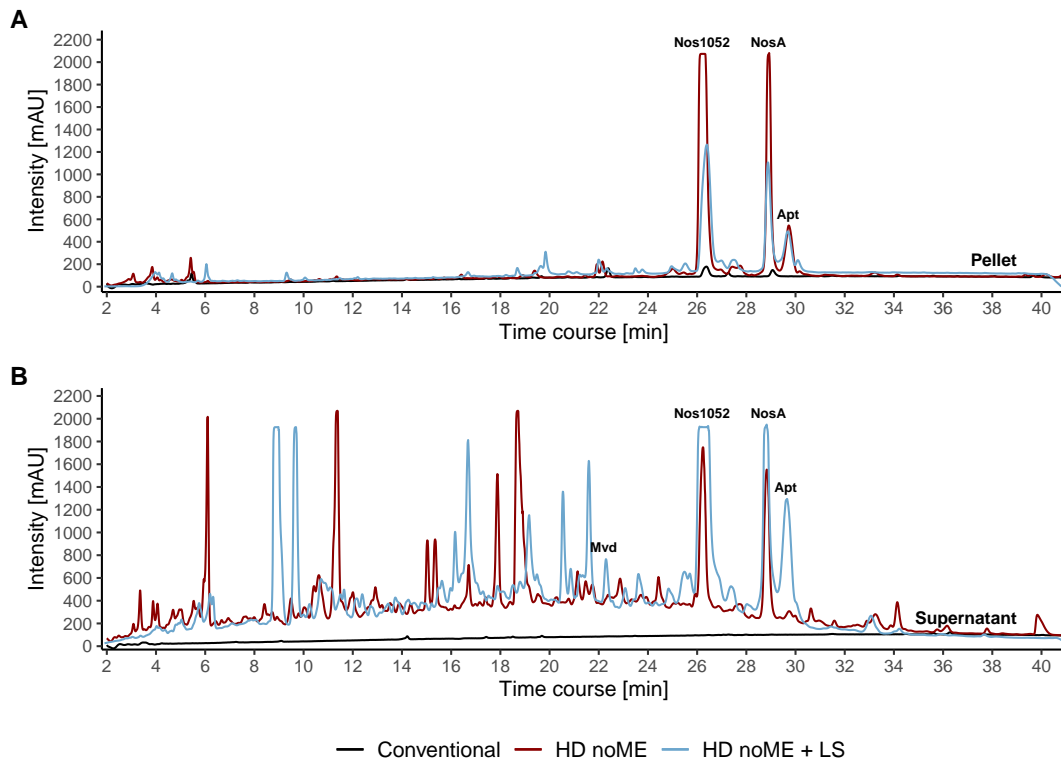 A
Intensity [mAU]
2200
2000
1800
1600
1400
1200
1000
800
600
400
200
0
Nos1052 NosA
Apt
Pellet
2 4 6 8 10 12 14 16 18 20 22 24 26 28 30 32 34 36 38 40
Time course [min]
B
Intensity [mAU]
2200
2000
1800
1600
1400
1200
1000
800
600
400
200
0
Nos1052 NosA
Apt
Mvd
Supernatant
2 4 6 8 10 12 14 16 18 20 22 24 26 28 30 32 34 36 38 40
Time course [min]
Conventional HD noME HD noME + LS